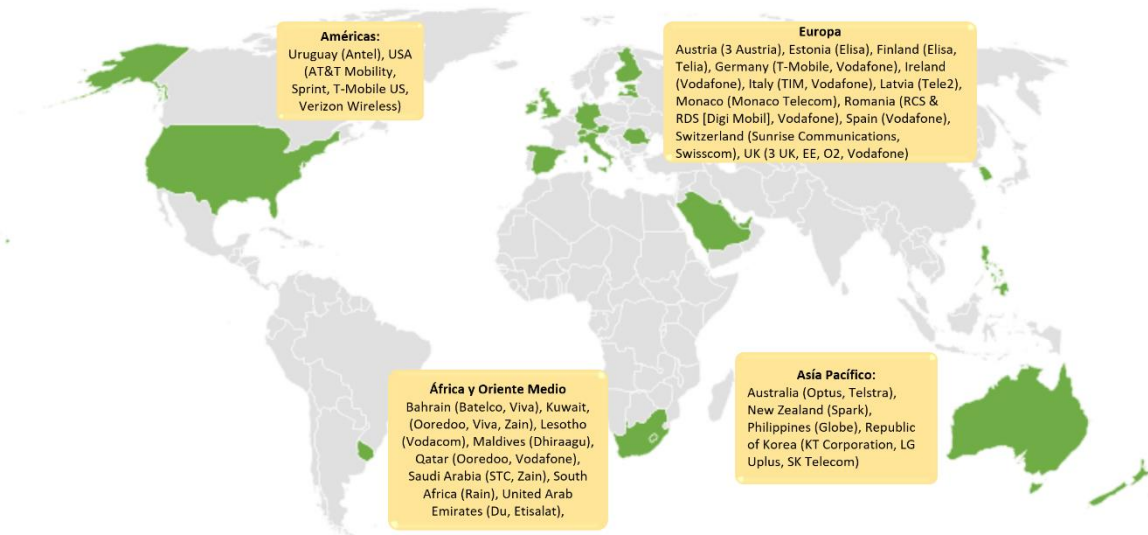 Américas:
Uruguay (Antel), USA
(AT&T Mobility,
Sprint, T-Mobile US,
Verizon Wireless)
Europa
Austria (3 Austria), Estonia (Elisa), Finland (Elisa,
Telia), Germany (T-Mobile, Vodafone), Ireland
(Vodafone), Italy (TIM, Vodafone), Latvia (Tele2),
Monaco (Monaco Telecom), Romania (RCS &
RDS [Digi Mobil], Vodafone), Spain (Vodafone),
Switzerland (Sunrise Communications,
Swisscom), UK (3 UK, EE, O2, Vodafone)
África y Oriente Medio
Bahrain (Batelco, Viva), Kuwait,
(Ooredoo, Viva, Zain), Lesotho
(Vodacom), Maldives (Dhiraagu),
Qatar (Ooredoo, Vodafone),
Saudi Arabia (STC, Zain), South
Africa (Rain), United Arab
Emirates (Du, Etisalat),
Asía Pacífico:
Australia (Optus, Telstra),
New Zealand (Spark),
Philippines (Globe), Republic
of Korea (KT Corporation, LG
Uplus, SK Telecom)